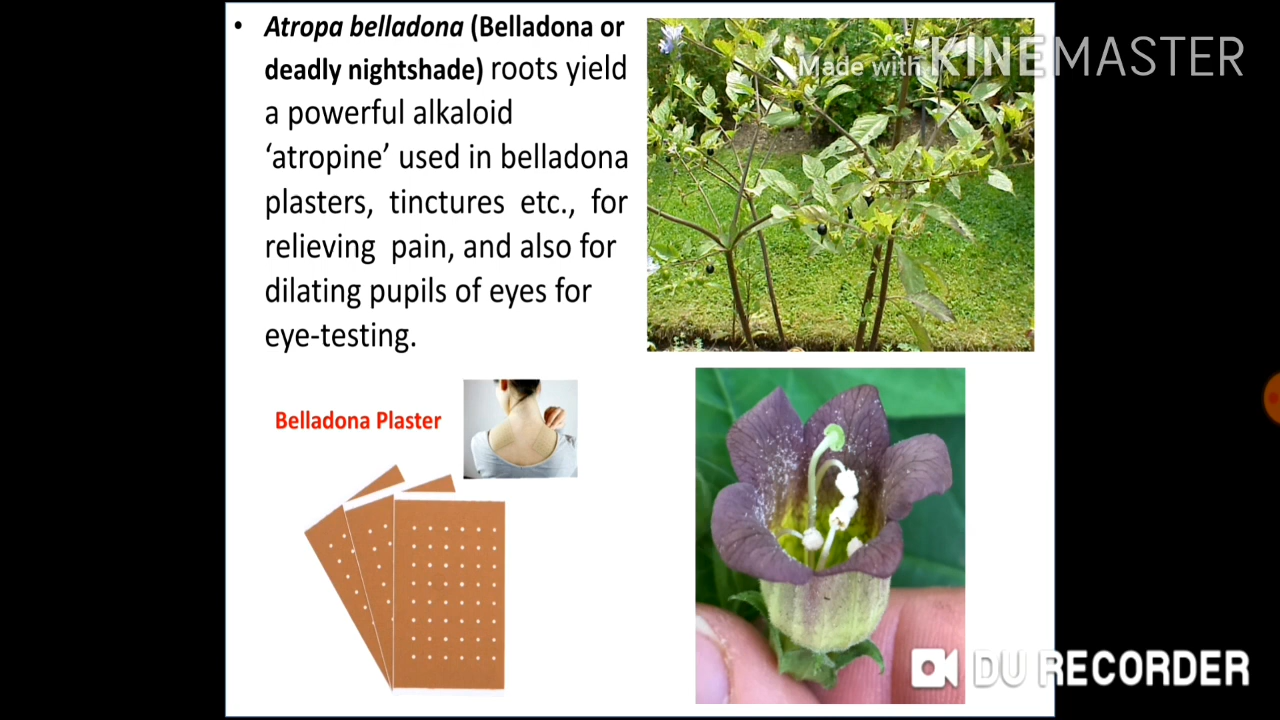 • Atropa belladona (Belladona or
deadly nightshade) roots yield
a powerful alkaloid
‘atropine’ used in belladona
plasters, tinctures etc., for
relieving pain, and also for
dilating pupils of eyes for
eye-testing.
Made with KINEMASTER
Belladona Plaster
DU RECORDER